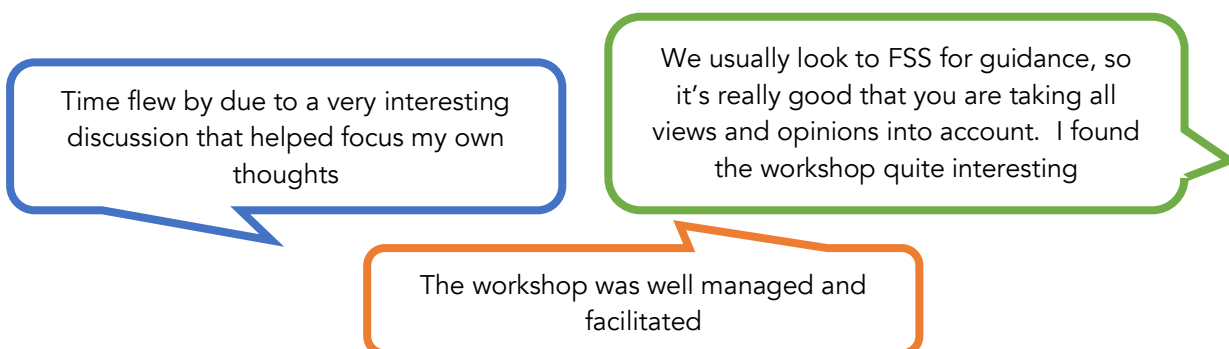 Time flew by due to a very interesting
discussion that helped focus my own
thoughts
We usually look to FSS for guidance, so
it's really good that you are taking all
views and opinions into account.  I found
the workshop quite interesting
The workshop was well managed and
facilitated